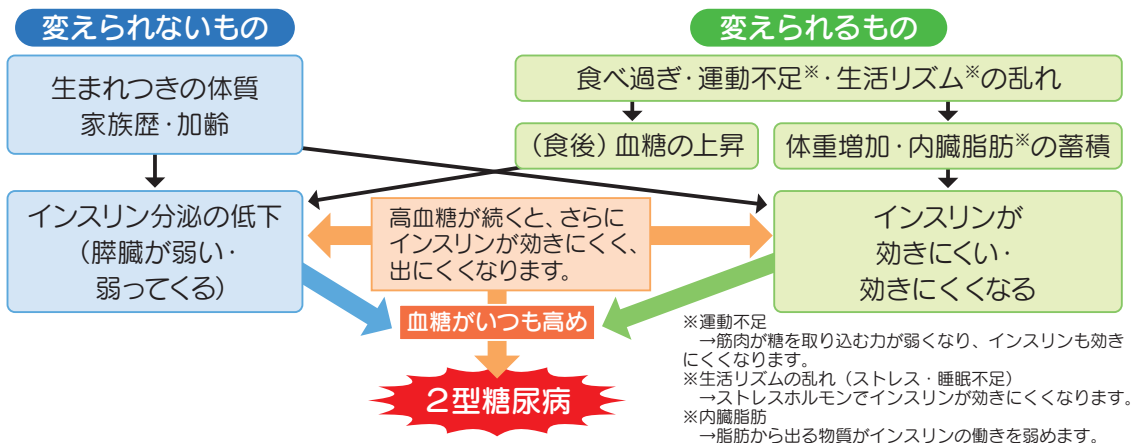 変えられないもの
変えられるもの
生まれつきの体質
家族歴・加齢
食べ過ぎ・運動不足※・生活リズム※の乱れ
(食後)血糖の上昇
体重増加・内臓脂肪※の蓄積
インスリン分泌の低下
(膵臓が弱い・
弱ってくる)
高血糖が続くと、さらに
インスリンが効きにくく、
出にくくなります。
インスリンが
効きにくい・
効きにくくなる
血糖がいつも高め
2型糖尿病
※運動不足
→筋肉が糖を取り込む力が弱くなり、インスリンも効き
にくくなります。
※生活リズムの乱れ(ストレス・睡眠不足)
→ストレスホルモンでインスリンが効きにくくなります。
※内臓脂肪
→脂肪から出る物質がインスリンの働きを弱めます。